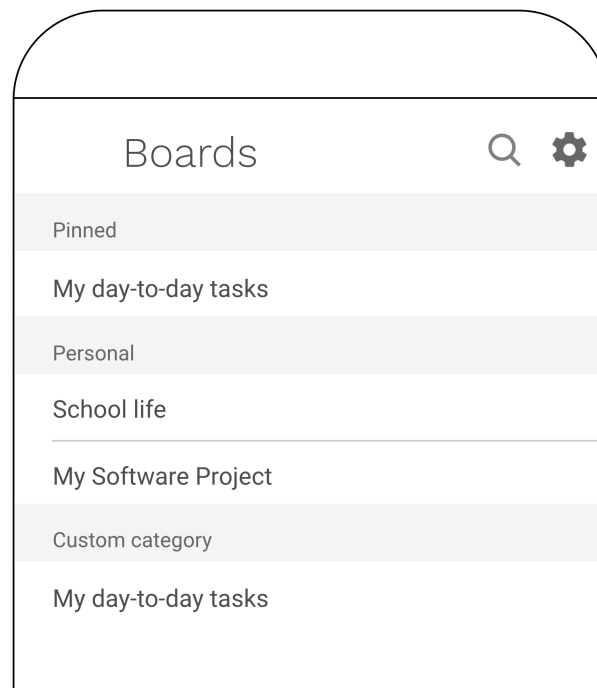 Boards
Pinned
My day-to-day tasks
Personal
School life
My Software Project
Custom category
My day-to-day tasks